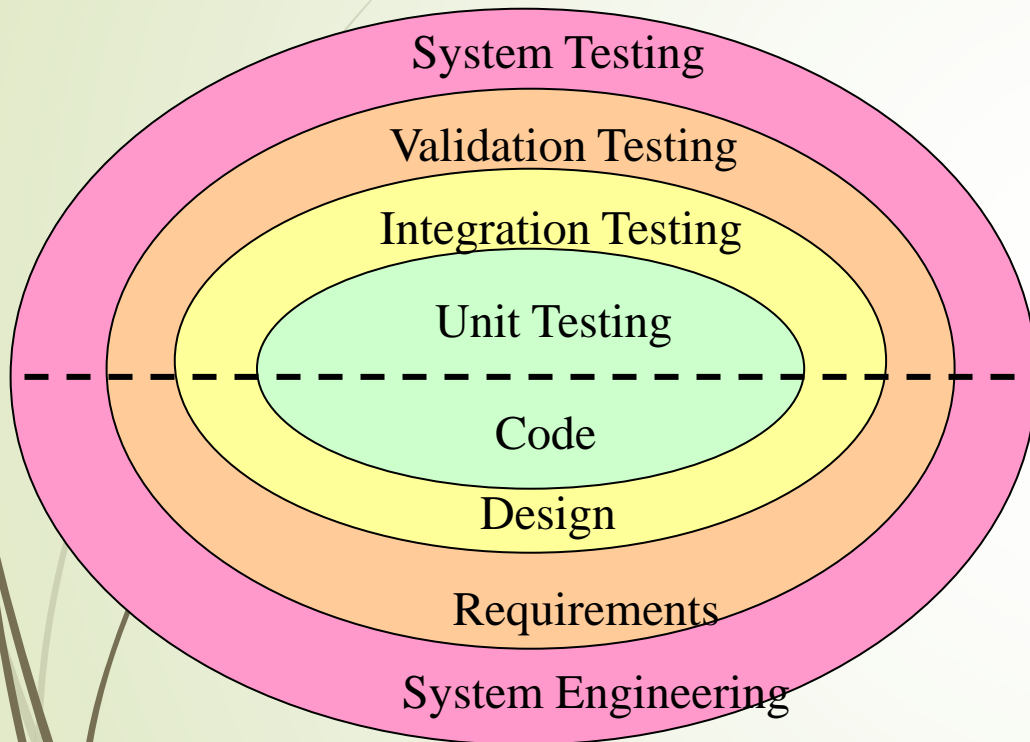 System Testing
Validation Testing
Integration Testing
Unit Testing
Code
Design
Requirements
System Engineering